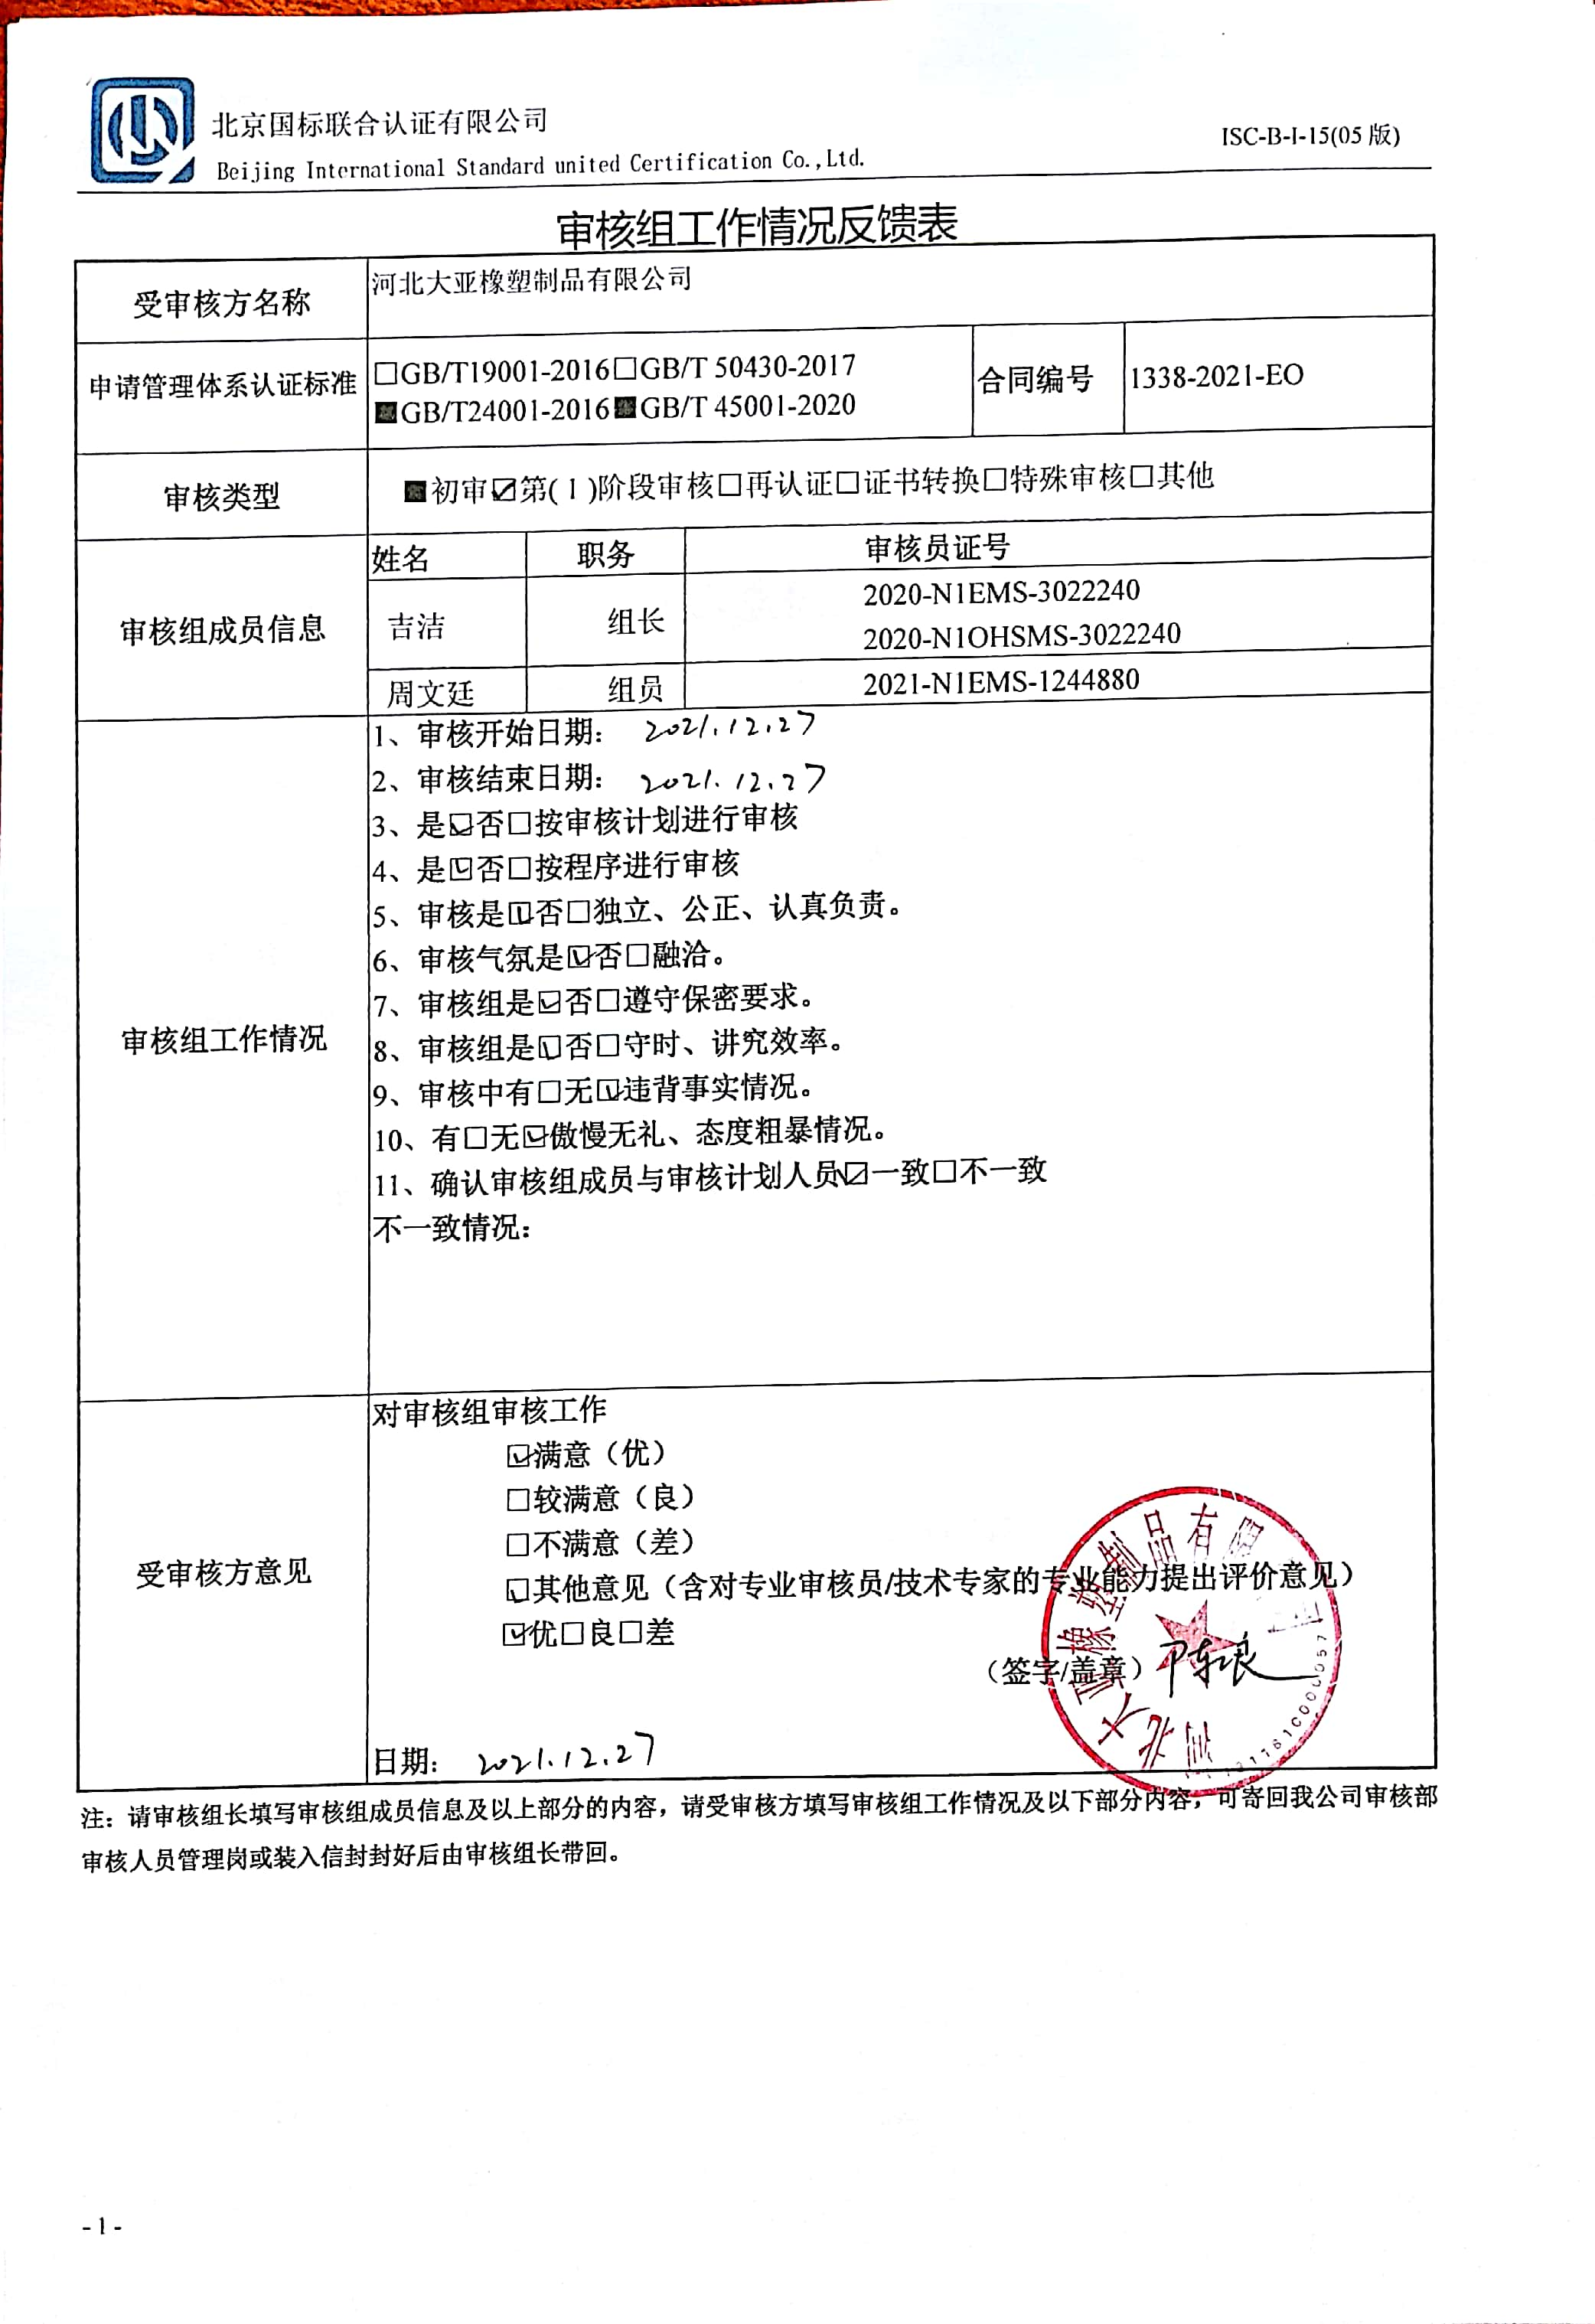 北京国标联合认证有限公司
Beijing International Standard united Certification Co.,Ltd.
ISC-B-I-15(05 版)
审核组工作情况反馈表
受审核方名称
河北大亚橡塑制品有限公司
申请管理体系认证标准
□GB/T19001-2016□GB/T 50430-2017
■GB/T24001-2016■GB/T 45001-2020
合同编号
1338-2021-EO
审核类型
■初审☑第(1)阶段审核□再认证□证书转换□特殊审核□其他
审核组成员信息
姓名 职务 审核员证号
吉洁 组长 2020-N1EMS-3022240
2020-N1OHSMS-3022240
周文廷 组员 2021-N1EMS-1244880
审核组工作情况
1、审核开始日期： 2021.12.27
2、审核结束日期： 2021.12.27
3、是☑否□按审核计划进行审核
4、是☑否□按程序进行审核
5、审核是☑否□独立、公正、认真负责。
6、审核气氛是☑否□融洽。
7、审核组是☑否□遵守保密要求。
8、审核组是☑否□守时、讲究效率。
9、审核中有□无☑违背事实情况。
10、有□无☑傲慢无礼、态度粗暴情况。
11、确认审核组成员与审核计划人员☑一致□不一致
不一致情况：
受审核方意见
对审核组审核工作
☑满意（优）
□较满意（良）
□不满意（差）
☑其他意见（含对专业审核员/技术专家的专业能力提出评价意见）
☑优□良□差
（签字/盖章）
河北大亚橡塑制品有限
日期： 2021.12.27
注：请审核组长填写审核组成员信息及以上部分的内容，请受审核方填写审核组工作情况及以下部分内容，可寄回我公司审核部
审核人员管理岗或装入信封封好后由审核组长带回。
- 1 -